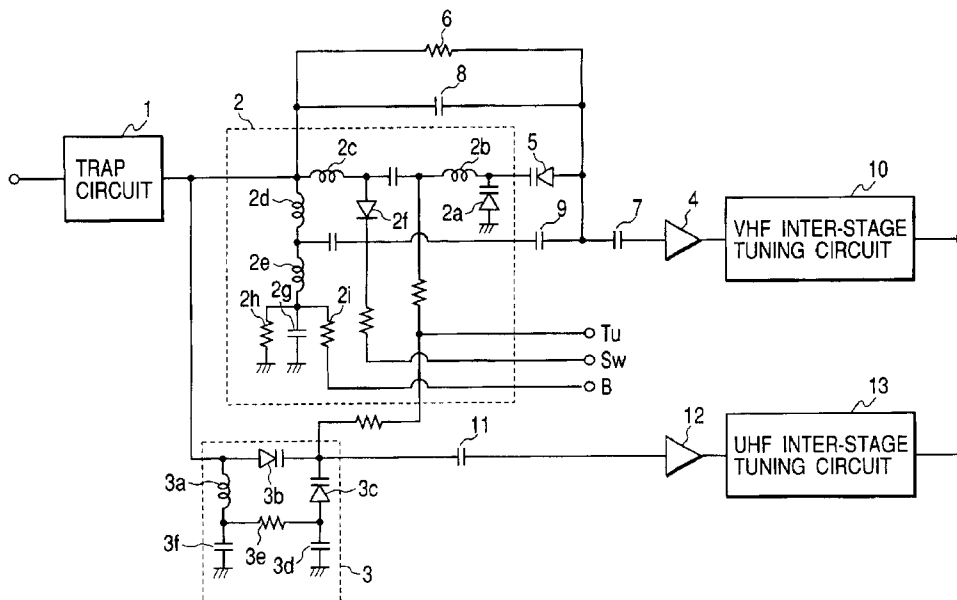 6
8
1
2
TRAP
CIRCUIT
2c
2b
5
2d
2f
2a
9
7
4
10
VHF INTER-STAGE
TUNING CIRCUIT
2e
2h
2g
2i
Tu
Sw
B
11
12
13
UHF INTER-STAGE
TUNING CIRCUIT
3a
3b
3c
3f
3e
3d
3